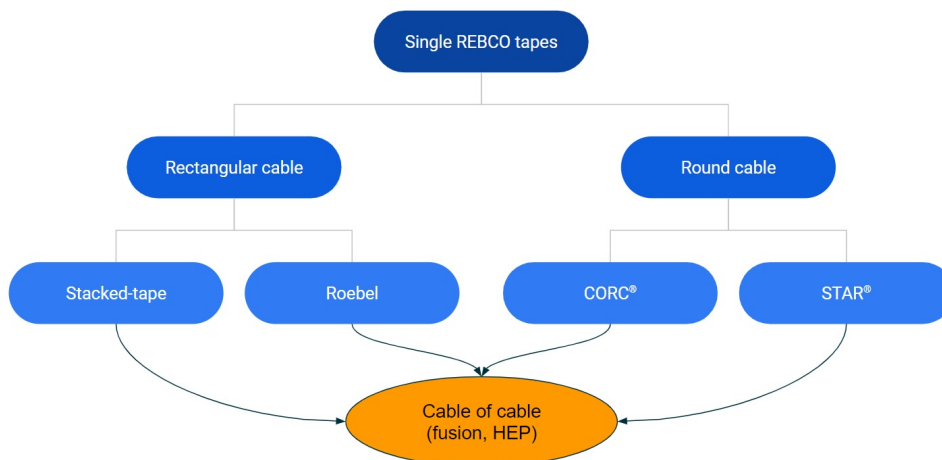 Single REBCO tapes
Rectangular cable
Round cable
Stacked-tape
Roebel
CORC®
STAR®
Cable of cable
(fusion, HEP)